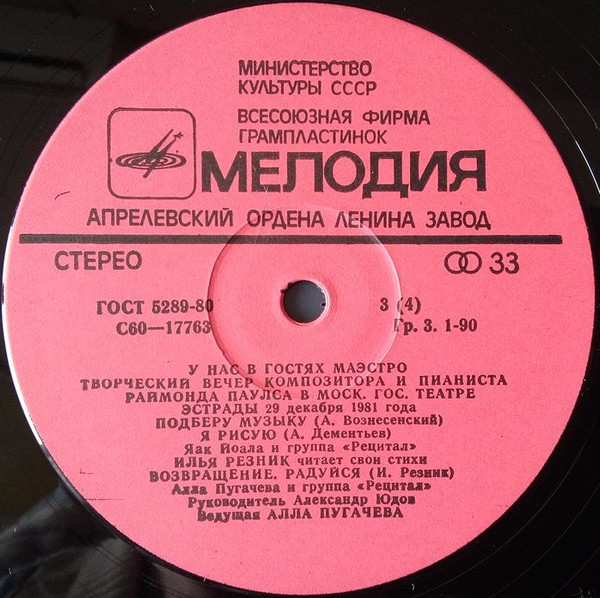 МИНИСТЕРСТВО
КУЛЬТУРЫ СССР
ВСЕСОЮЗНАЯ ФИРМА
ГРАМПЛАСТИНОК
МЕЛОДИЯ
АПРЕЛЕВСКИЙ ОРДЕНА ЛЕНИНА ЗАВОД
СТЕРЕО 33
ГОСТ 5289-80 3 (4)
С60—17763 Гр. 3. 1-90
У НАС В ГОСТЯХ МАЭСТРО
ТВОРЧЕСКИЙ ВЕЧЕР КОМПОЗИТОРА И ПИАНИСТА
РАЙМОНДА ПАУЛСА В МОСК. ГОС. ТЕАТРЕ
ЭСТРАДЫ 29 декабря 1981 года
ПОДБЕРУ МУЗЫКУ (А. Вознесенский)
Я РИСУЮ (А. Дементьев)
Яак Йоала и группа «Рецитал»
ИЛЬЯ РЕЗНИК читает свои стихи
ВОЗВРАЩЕНИЕ. РАДУЙСЯ (И. Резник)
Алла Пугачева и группа «Рецитал»
Руководитель Александр Юдов
Ведущая АЛЛА ПУГАЧЕВА